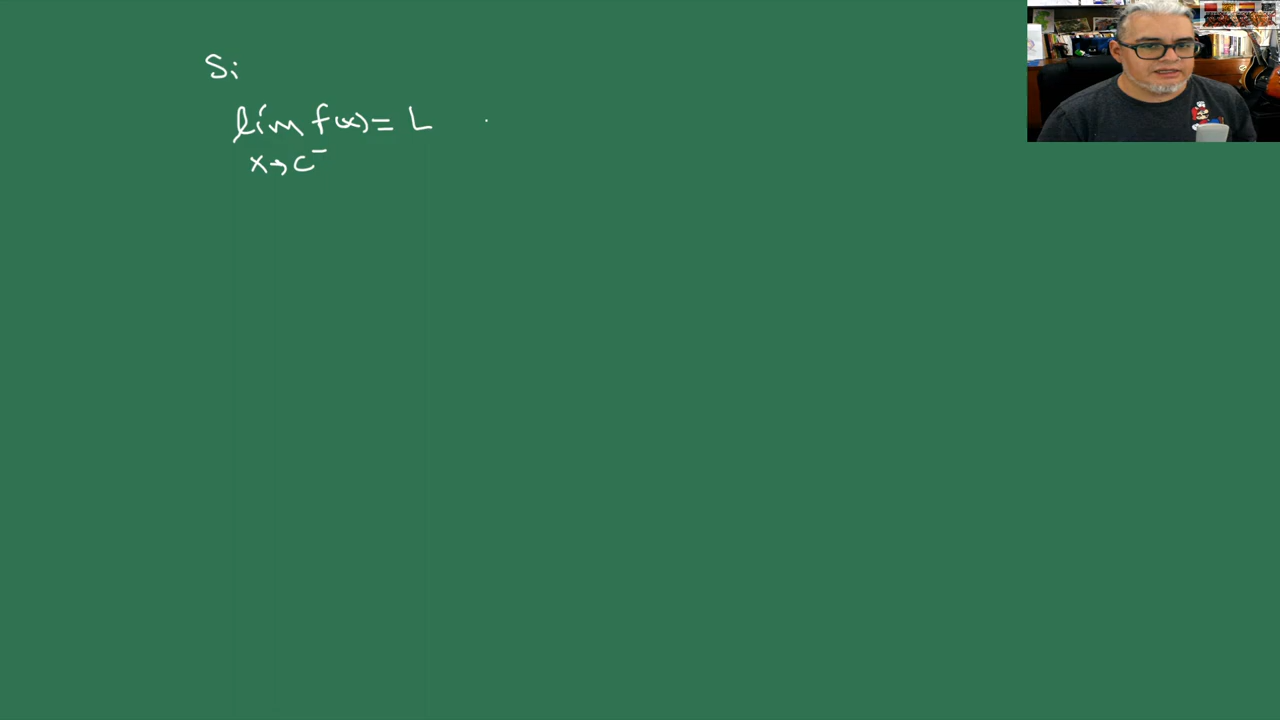 Si
lím f(x) = L
x→c⁻